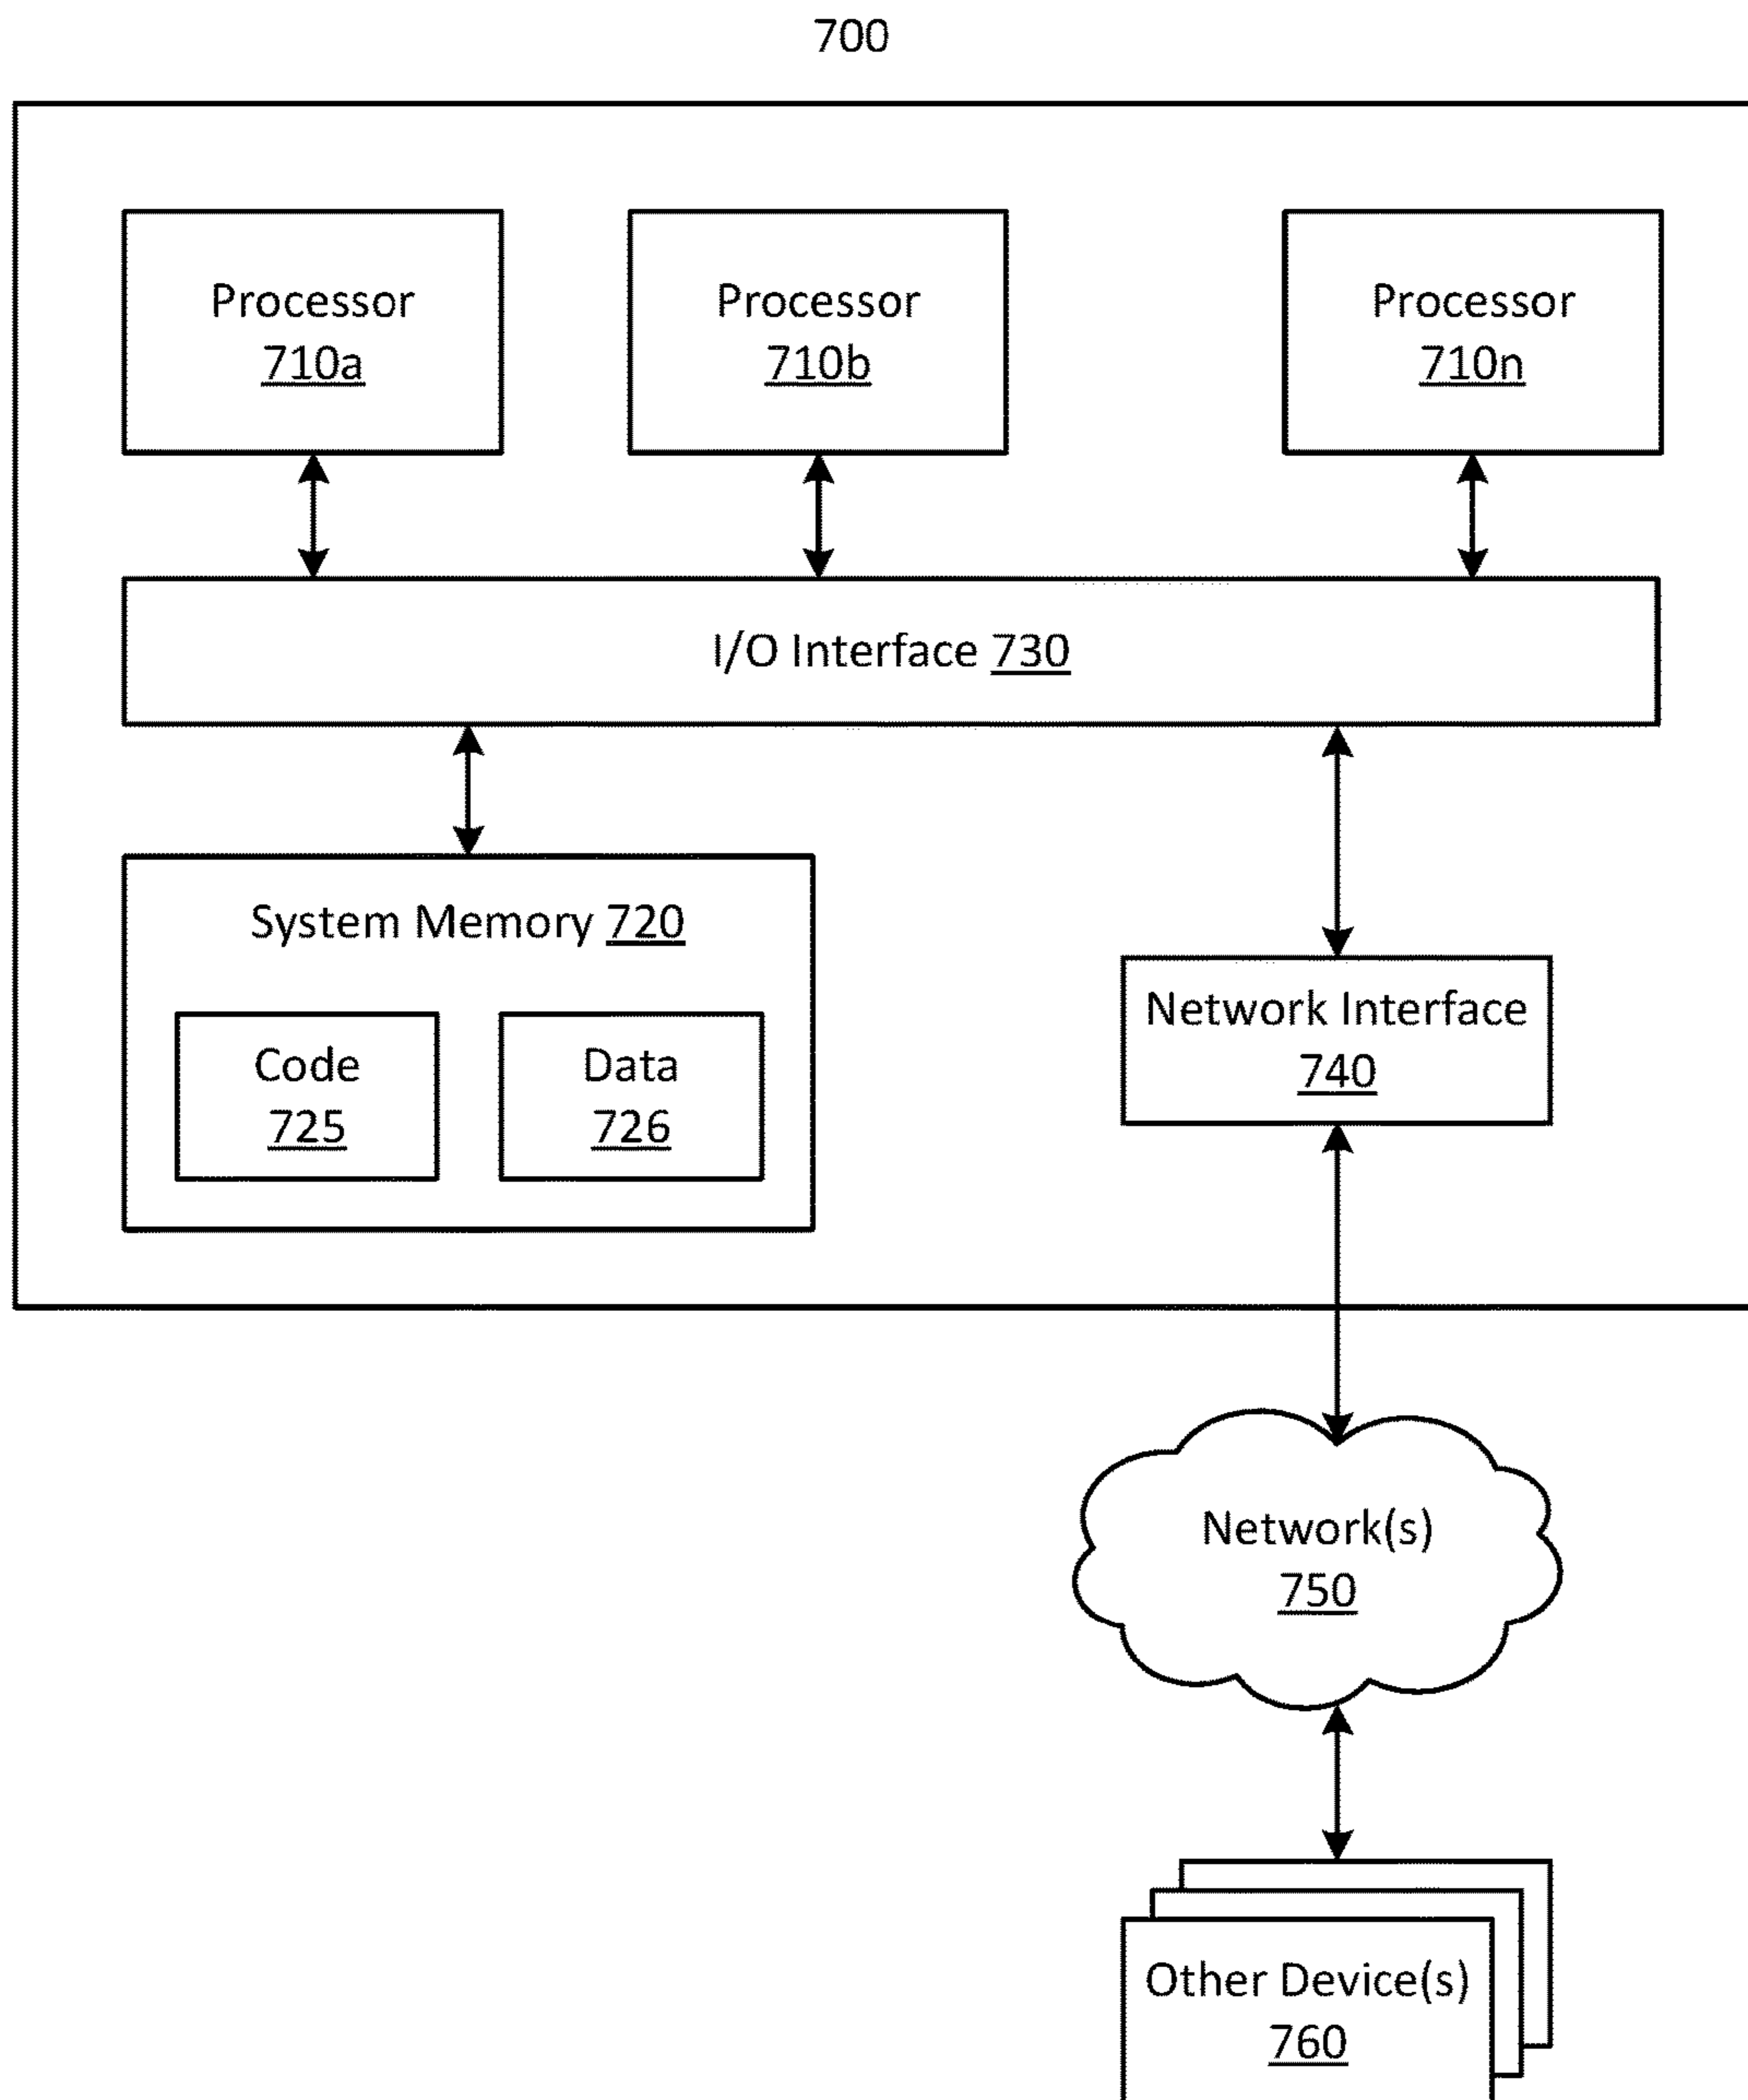 700
Processor
710a
Processor
710b
Processor
710n
I/O Interface 730
System Memory 720
Code
725
Data
726
Network Interface
740
Network(s)
750
Other Device(s)
760